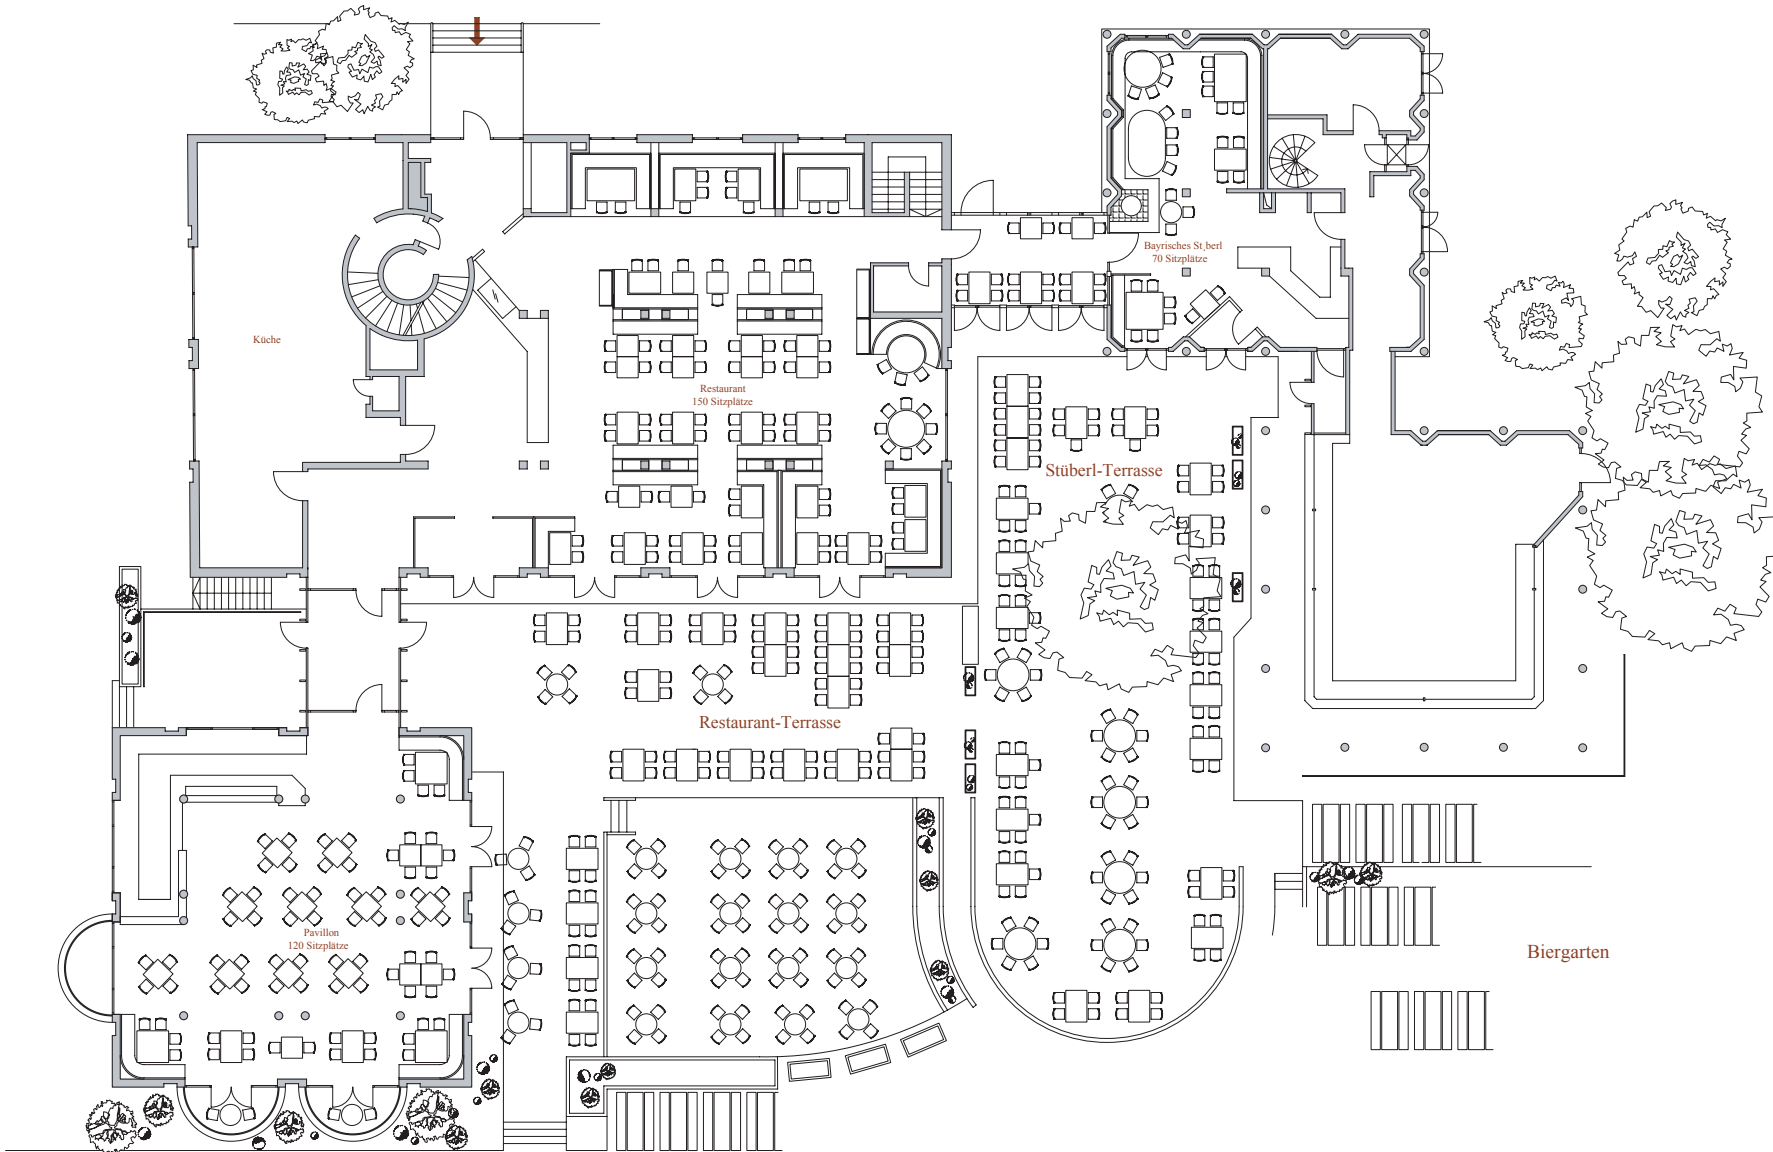 Bayrisches St¸berl
70 Sitzplätze
Küche
Restaurant
150 Sitzplätze
Stüberl-Terrasse
Restaurant-Terrasse
Pavillon
120 Sitzplätze
Biergarten